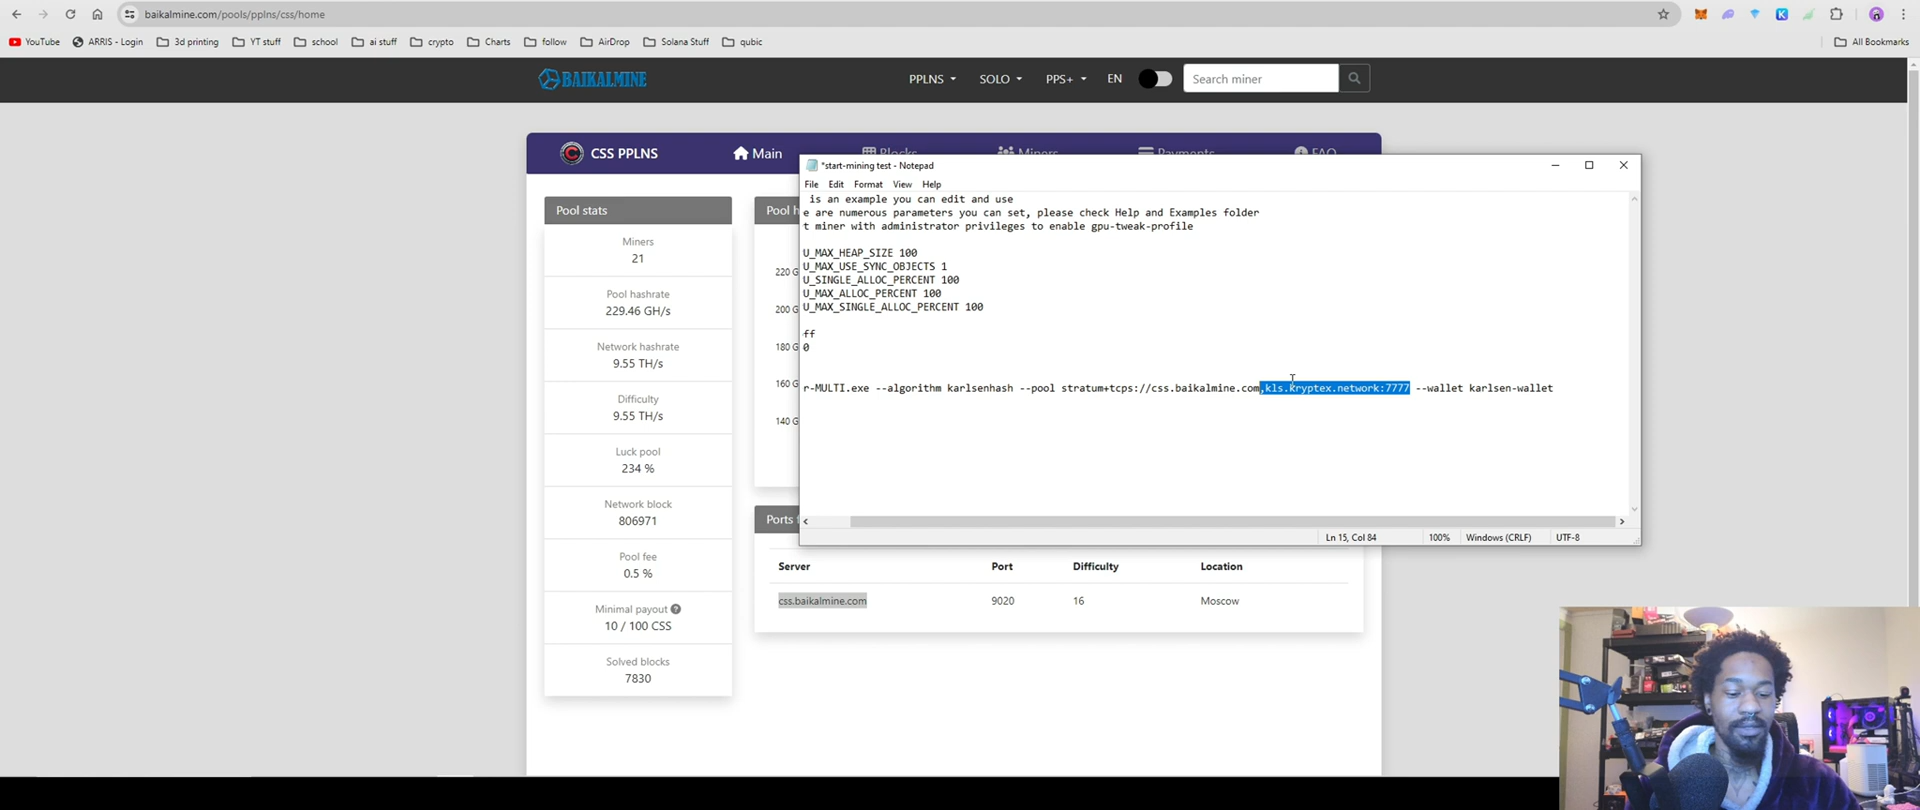 baikalmine.com/pools/pplns/css/home
YouTube
ARRIS - Login
3d printing
YT stuff
school
ai stuff
crypto
Charts
follow
AirDrop
Solana Stuff
qubic
All Bookmarks
BAIKALMINE
PPLNS
SOLO
PPS+
EN
Search miner
CSS PPLNS
Main
Blocks
Miners
Payments
FAQ
Pool stats
Miners
21
Pool hashrate
229.46 GH/s
Network hashrate
9.55 TH/s
Difficulty
9.55 TH/s
Luck pool
234 %
Network block
806971
Pool fee
0.5 %
Minimal payout
10 / 100 CSS
Solved blocks
7830
Pool h
220 G
200 G
180 G
160 G
140 G
*start-mining test - Notepad
File Edit Format View Help
is an example you can edit and use
e are numerous parameters you can set, please check Help and Examples folder
t miner with administrator privileges to enable gpu-tweak-profile
U_MAX_HEAP_SIZE 100
U_MAX_USE_SYNC_OBJECTS 1
U_SINGLE_ALLOC_PERCENT 100
U_MAX_ALLOC_PERCENT 100
U_MAX_SINGLE_ALLOC_PERCENT 100
ff
0
r-MULTI.exe --algorithm karlsenhash --pool stratum+tcps://css.baikalmine.com,kls.kryptex.network:7777 --wallet karlsen-wallet
Ln 15, Col 84
100%
Windows (CRLF)
UTF-8
Ports
Server Port Difficulty Location
css.baikalmine.com 9020 16 Moscow